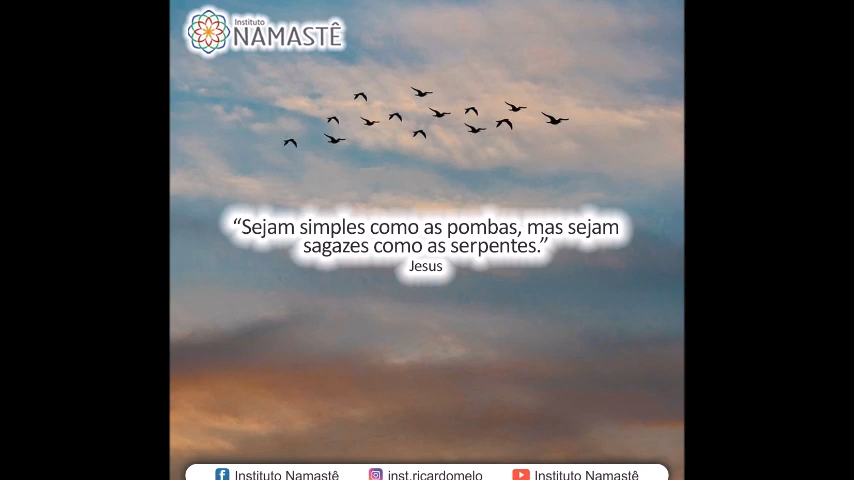 Instituto
NAMASTÊ
“Sejam simples como as pombas, mas sejam
sagazes como as serpentes.”
Jesus
Instituto Namastê inst.ricardomelo Instituto Namastê